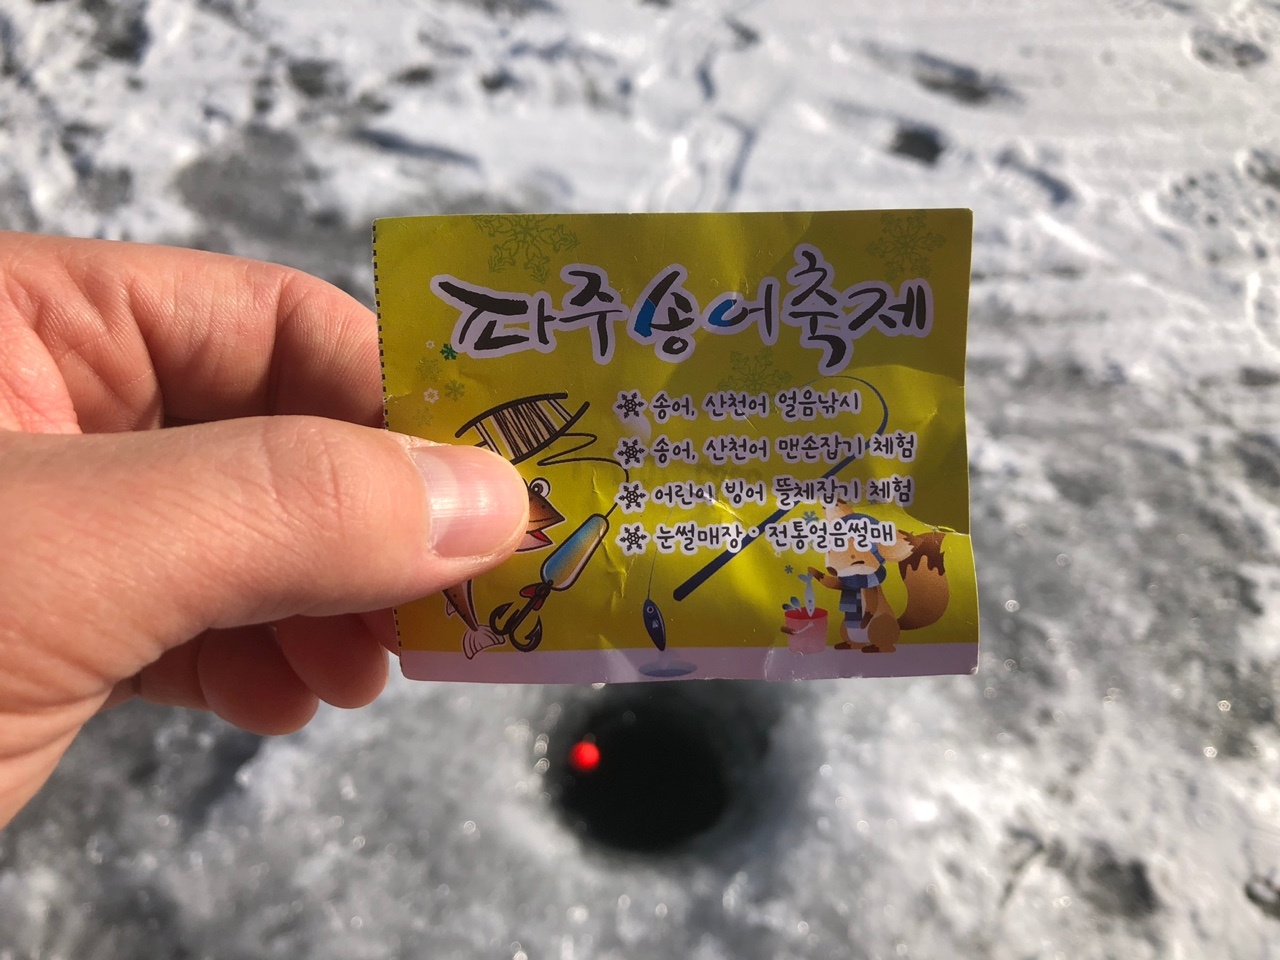 파주송어축제
송어, 산천어 얼음낚시
송어, 산천어 맨손잡기 체험
어린이 빙어 뜰체잡기 체험
눈썰매장 · 전통얼음썰매